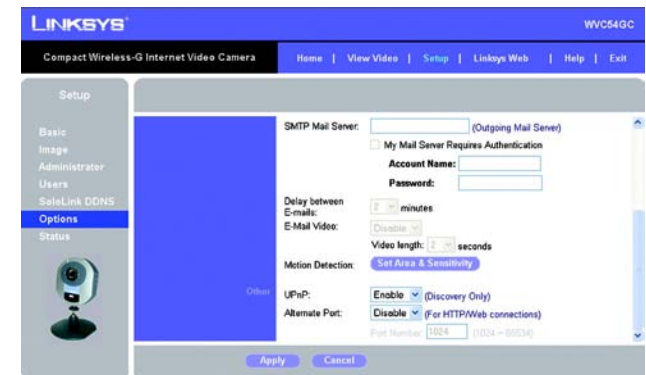 LINKSYS®
WVC54GC
Compact Wireless-G Internet Video Camera
Home | View Video | Setup | Linksys Web | Help | Exit
Setup
Basic
Image
Administrator
Users
SoloLink DDNS
Options
Status
SMTP Mail Server: (Outgoing Mail Server)
My Mail Server Requires Authentication
Account Name:
Password:
Delay between
E-mails: 2 minutes
E-Mail Video: Disable
Video length: 2 seconds
Motion Detection: Set Area & Sensitivity
Other
UPnP: Enable (Discovery Only)
Alternate Port: Disable (For HTTP/Web connections)
Port Number 1024 (1024 ~ 65534)
Apply Cancel